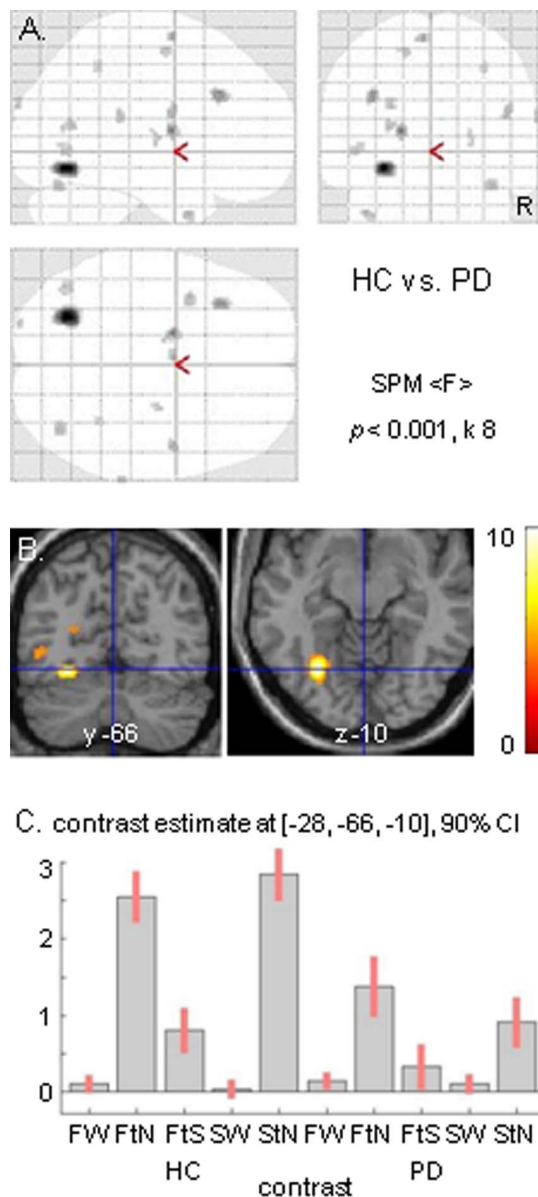 A.
R
HC vs. PD
SPM <F>
p < 0.001, k 8
B.
10
y -66
z -10
0
C. contrast estimate at [-28, -66, -10], 90% CI
3
2
1
0
FW FtN FtS SW StN FW FtN FtS SW StN
HC PD
contrast